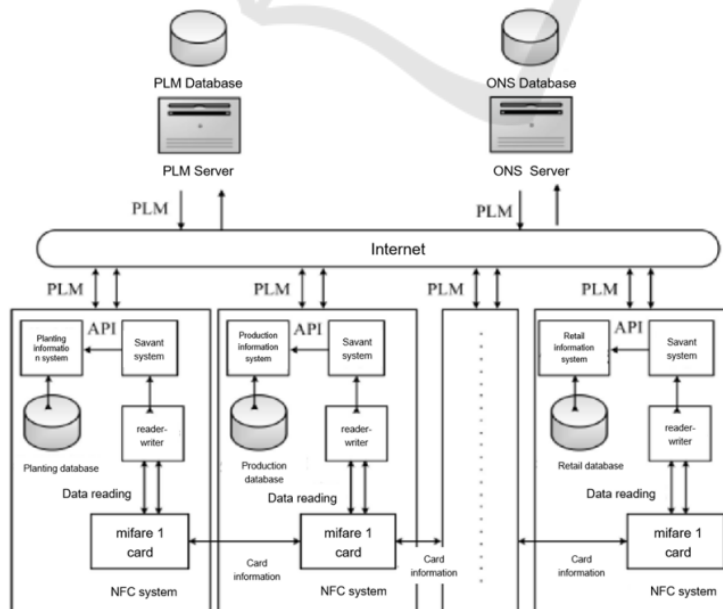 PLM Database
ONS Database
PLM Server
ONS Server
PLM
PLM
Internet
PLM
PLM
PLM
PLM
Planting
informatio
n system
API
Savant
system
Production
information
system
API
Savant
system
Retail
information
system
API
Savant
system
reader-
writer
reader-
writer
reader-
writer
Planting database
Production
database
Retail database
Data reading
Data reading
Data reading
mifare 1
card
mifare 1
card
mifare 1
card
Card
information
Card
information
Card
information
NFC system
NFC system
NFC system